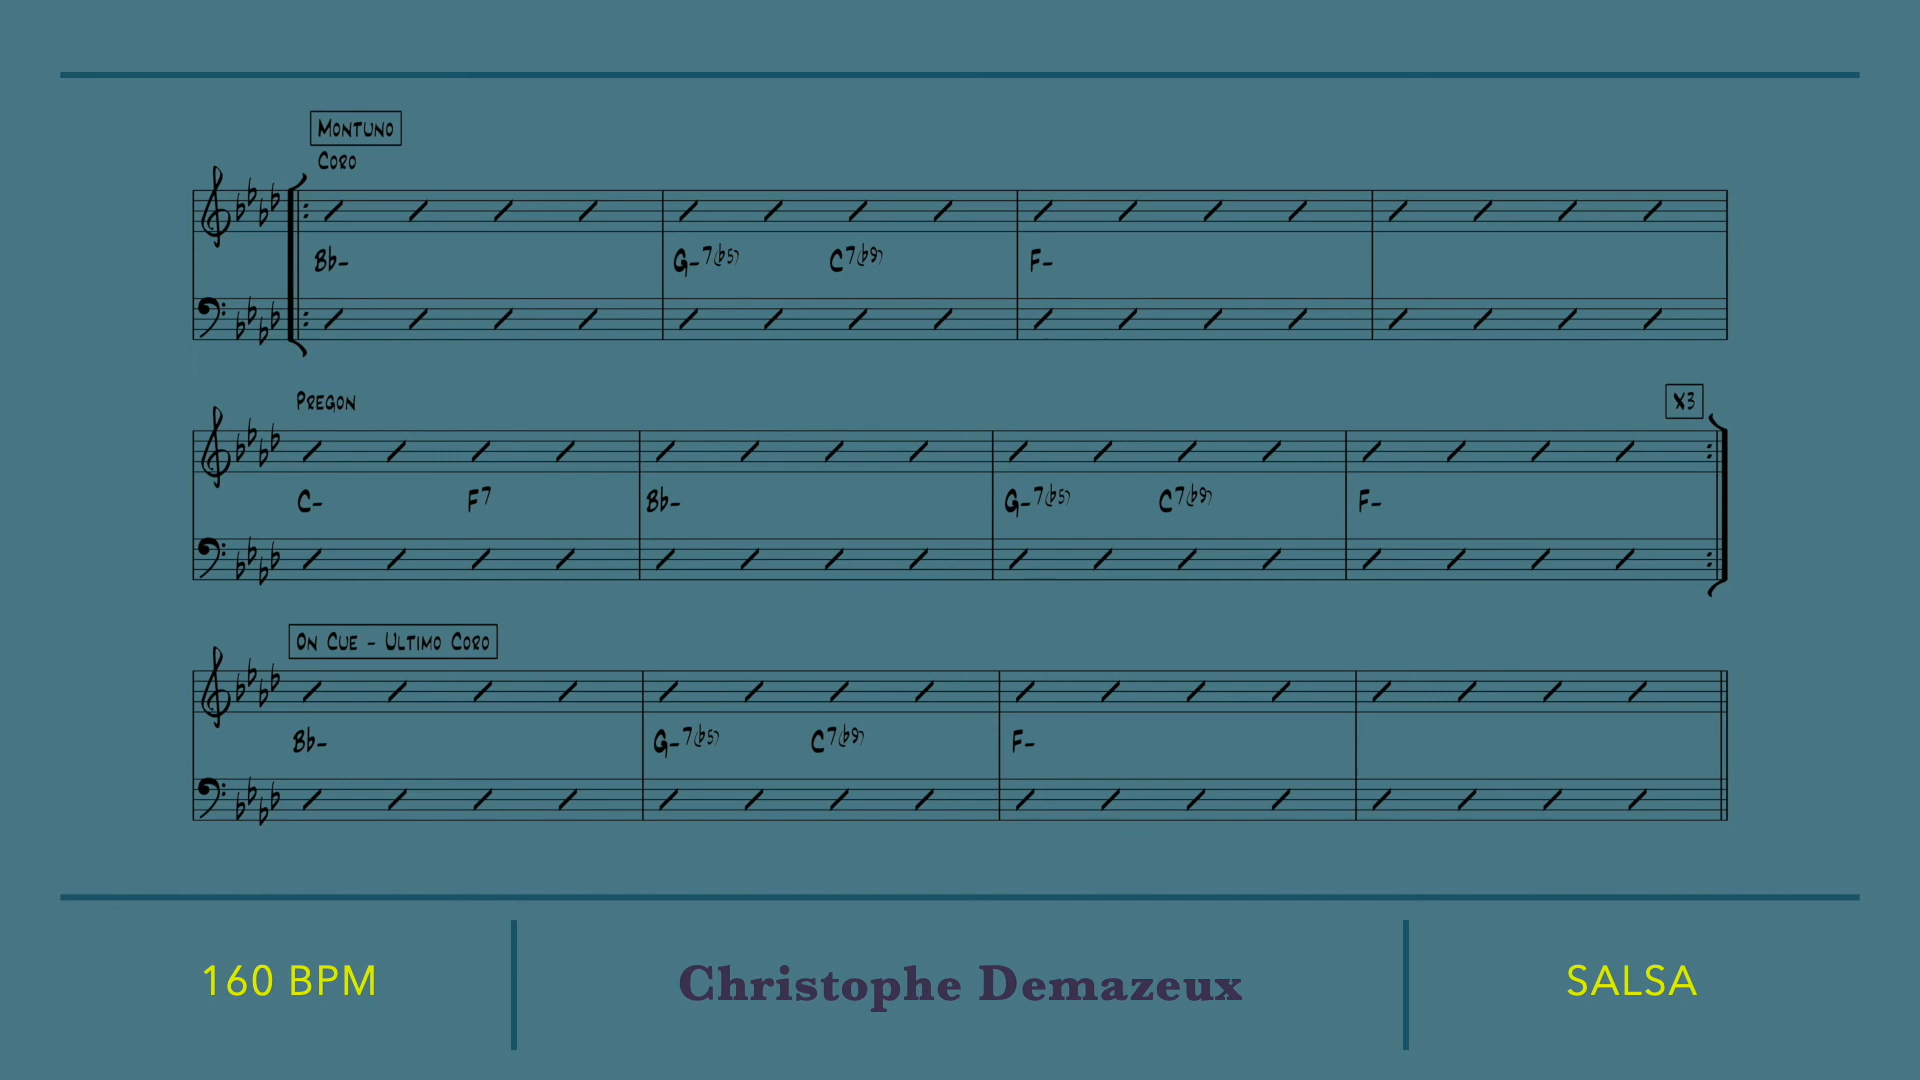 MONTUNO
CORO
Bb- G-7(b5) C7(b9) F-
PREGON X3
C- F7 Bb- G-7(b5) C7(b9) F-
ON CUE - ULTIMO CORO
Bb- G-7(b5) C7(b9) F-
160 BPM Christophe Demazeux SALSA